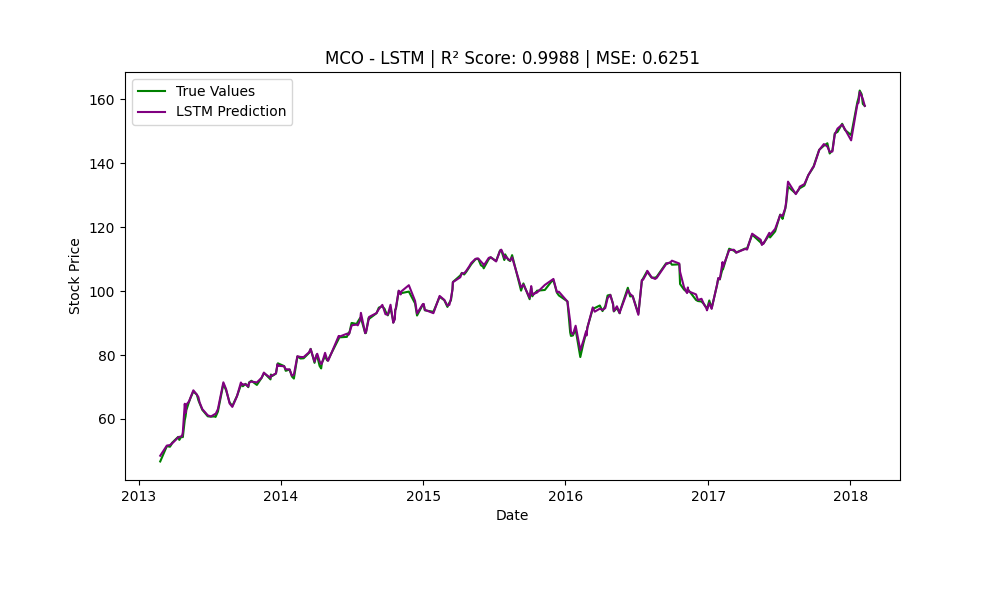 MCO - LSTM | R² Score: 0.9988 | MSE: 0.6251
True Values
LSTM Prediction
160
140
120
100
80
60
Stock Price
2013 2014 2015 2016 2017 2018
Date